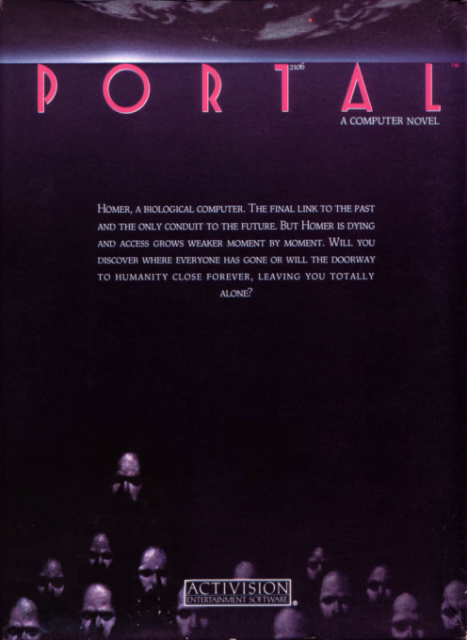 PORTAL™
2106
A COMPUTER NOVEL
HOMER, A BIOLOGICAL COMPUTER. THE FINAL LINK TO THE PAST
AND THE ONLY CONDUIT TO THE FUTURE. BUT HOMER IS DYING
AND ACCESS GROWS WEAKER MOMENT BY MOMENT. WILL YOU
DISCOVER WHERE EVERYONE HAS GONE OR WILL THE DOORWAY
TO HUMANITY CLOSE FOREVER, LEAVING YOU TOTALLY
ALONE?
ACTIVISION
ENTERTAINMENT SOFTWARE
®